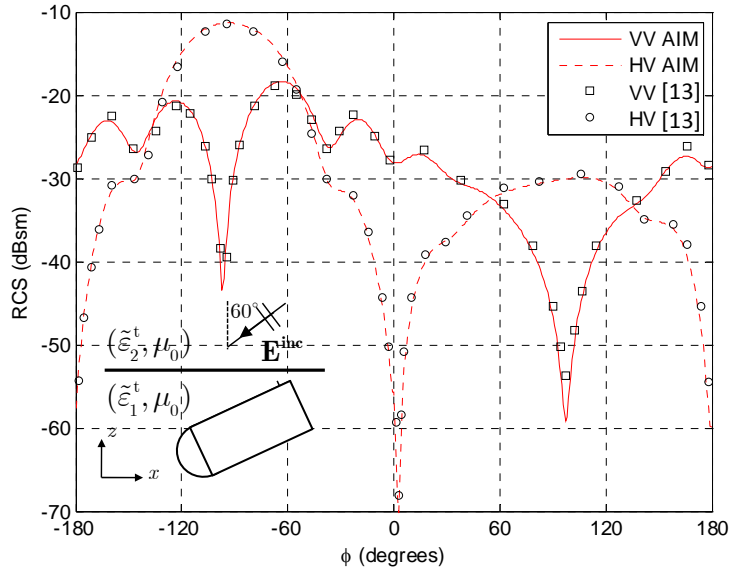 -10
-20
-30
-40
-50
-60
-70
RCS (dBsm)
VV AIM
HV AIM
VV [13]
HV [13]
60°
E^inc
(ε̃₂ᵗ, μ₀)
(ε̃₁ᵗ, μ₀)
z
x
-180 -120 -60 0 60 120 180
ϕ (degrees)